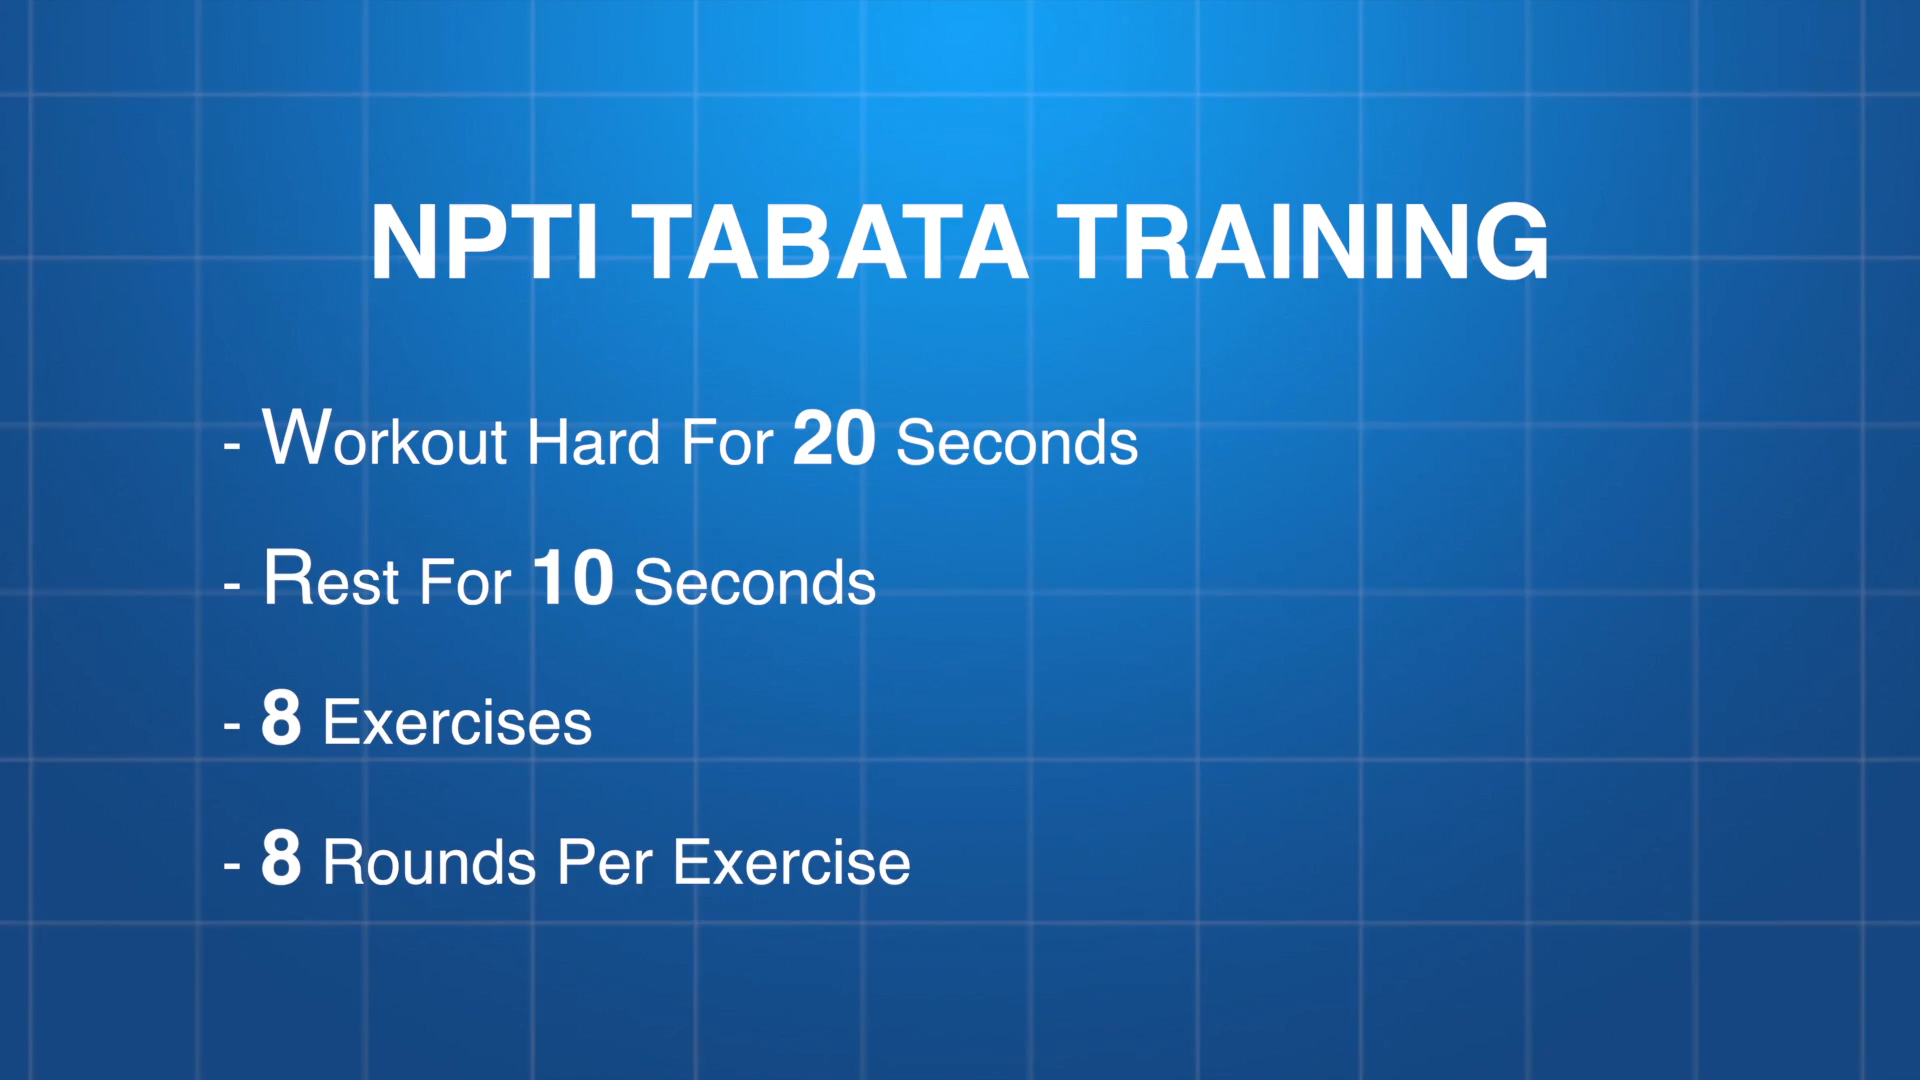 NPTI TABATA TRAINING
- Workout Hard For 20 Seconds
- Rest For 10 Seconds
- 8 Exercises
- 8 Rounds Per Exercise